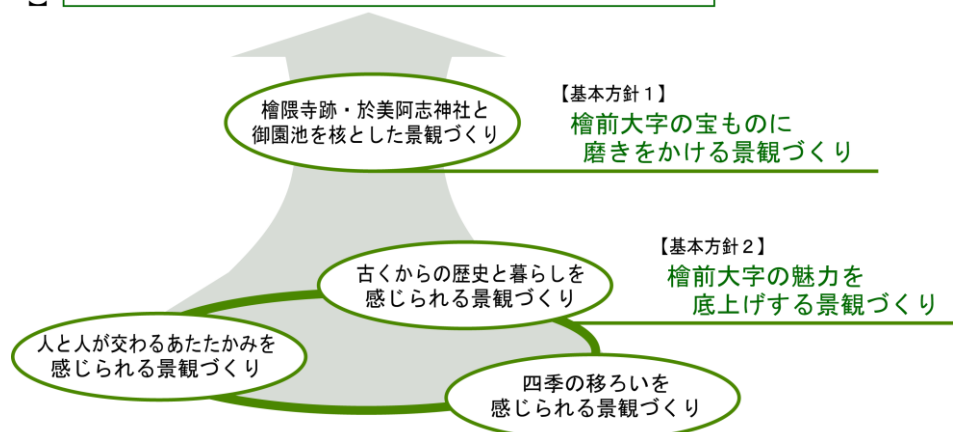 檜隈寺跡・於美阿志神社と
御園池を核とした景観づくり
【基本方針１】
檜前大字の宝ものに
磨きをかける景観づくり
【基本方針２】
檜前大字の魅力を
底上げする景観づくり
古くからの歴史と暮らしを
感じられる景観づくり
人と人が交わるあたたかみを
感じられる景観づくり
四季の移ろいを
感じられる景観づくり